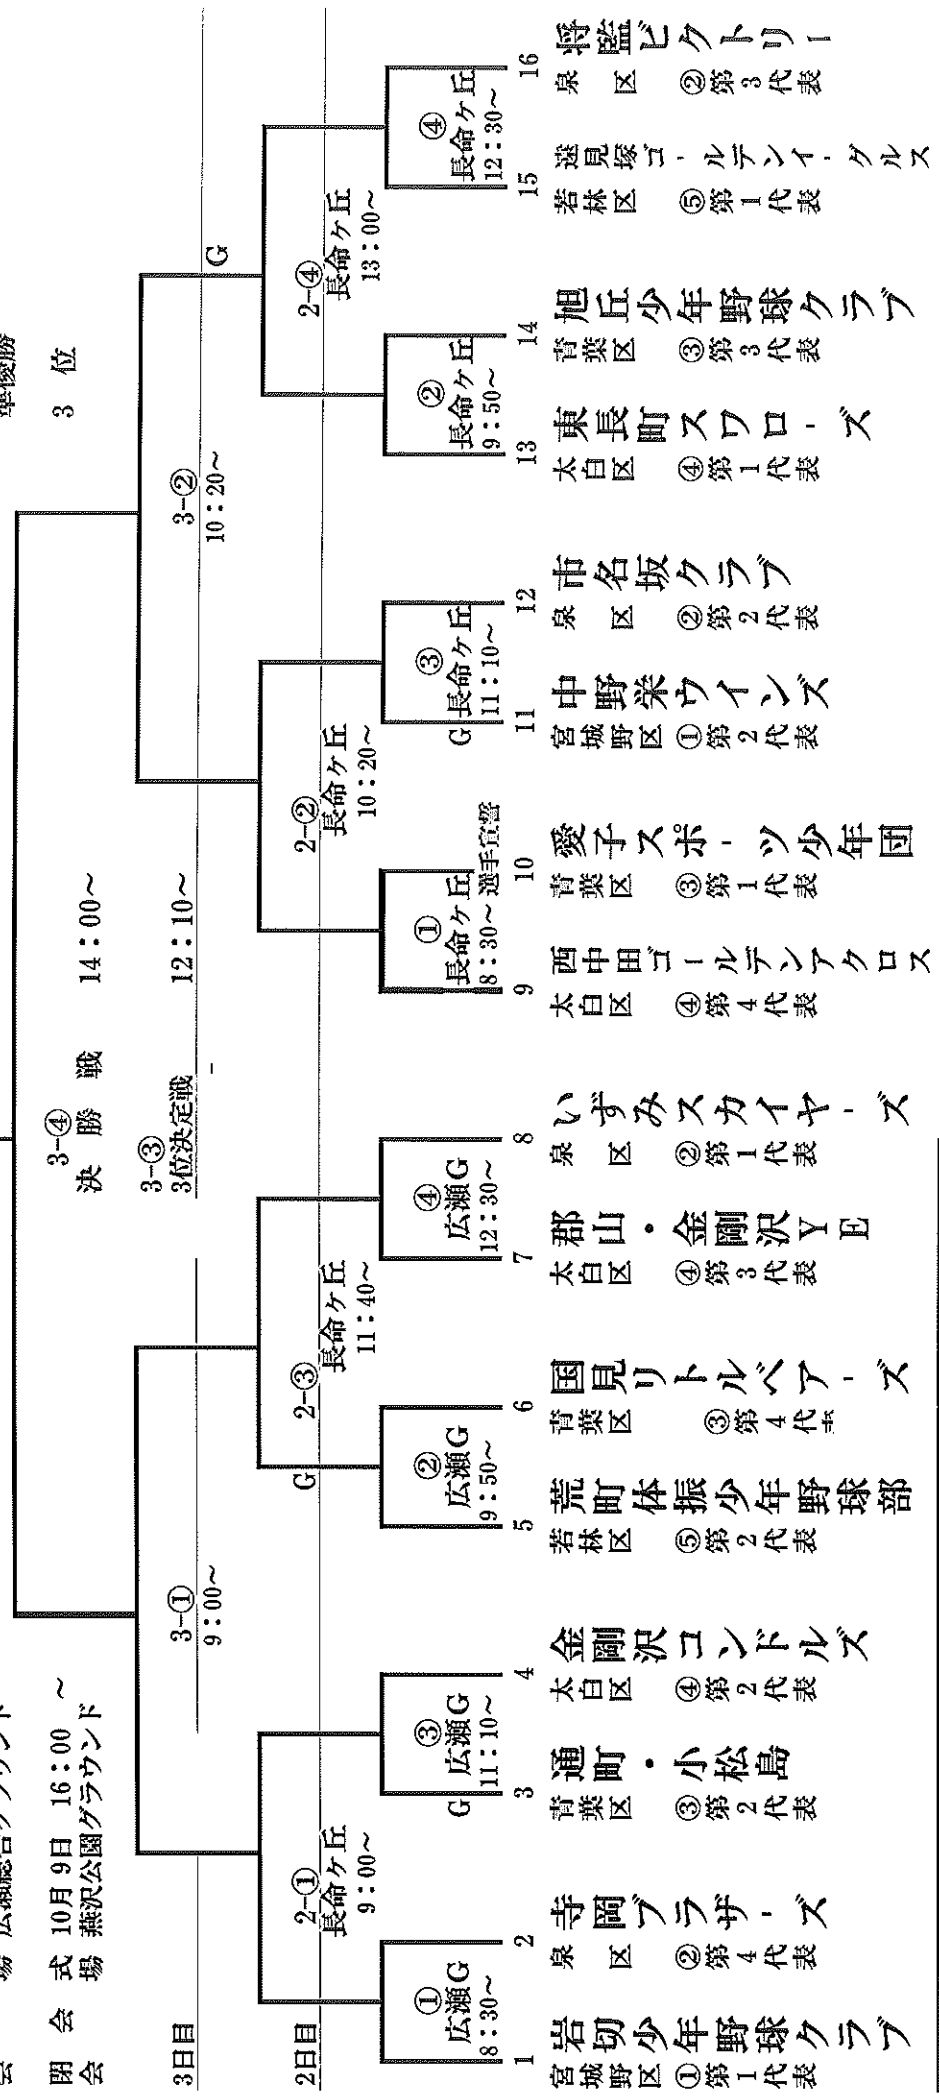 準優勝
3 位
会 場 広瀬総合グラウンド
閉 会 式 10月9日 16:00 ～
会 場 燕沢公園グラウンド
3-④
決 勝 戦 14:00～
3-③
3位決定戦 12:10～
-
3日目
3-①
9:00～
3-②
10:20～
G
2日目
2-①
長命ケ丘
9:00～
G
2-③
長命ケ丘
11:40～
2-②
長命ケ丘
10:20～
2-④
長命ケ丘
13:00～
①
広瀬G
8:30～
G
③
広瀬G
11:10～
②
広瀬G
9:50～
④
広瀬G
12:30～
①
長命ケ丘
8:30～
選手宣誓
G
③
長命ケ丘
11:10～
②
長命ケ丘
9:50～
④
長命ケ丘
12:30～
1
宮城野区 ①第1代表
岩切少年野球クラブ
2
泉区 ②第4代表
寺岡ブラザーズ
3
青葉区 ③第2代表
通町・小松島
4
太白区 ④第2代表
金剛沢コンドルズ
5
若林区 ⑤第2代表
荒町体振少年野球部
6
青葉区 ③第4代表
国見リトルベアーズ
7
太白区 ④第3代表
郡山・金剛沢YE
8
泉区 ②第1代表
いずみスカイヤーズ
9
太白区 ④第4代表
西中田ゴールデンアクロス
10
青葉区 ③第1代表
愛子スポーツ少年団
11
宮城野区 ①第2代表
中野栄ウインズ
12
泉区 ②第2代表
市名坂クラブ
13
太白区 ④第1代表
東長町スワローズ
14
青葉区 ③第3代表
旭丘少年野球クラブ
15
若林区 ⑤第1代表
遠見塚ゴールデンイーグルス
16
泉区 ②第3代表
将監ビクトリー